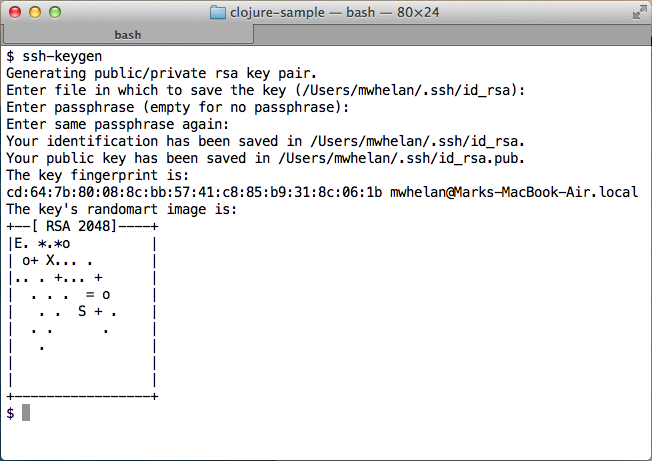 clojure-sample — bash — 80×24
bash
$ ssh-keygen
Generating public/private rsa key pair.
Enter file in which to save the key (/Users/mwhelan/.ssh/id_rsa):
Enter passphrase (empty for no passphrase):
Enter same passphrase again:
Your identification has been saved in /Users/mwhelan/.ssh/id_rsa.
Your public key has been saved in /Users/mwhelan/.ssh/id_rsa.pub.
The key fingerprint is:
cd:64:7b:80:08:8c:bb:57:41:c8:85:b9:31:8c:06:1b mwhelan@Marks-MacBook-Air.local
The key's randomart image is:
+--[ RSA 2048]----+
|E. *.*o          |
| o+ X... .       |
|.. . +... +      |
|  . . .  = o     |
|   . .  S + .    |
|  . .      .     |
|   .             |
|                 |
|                 |
+-----------------+
$